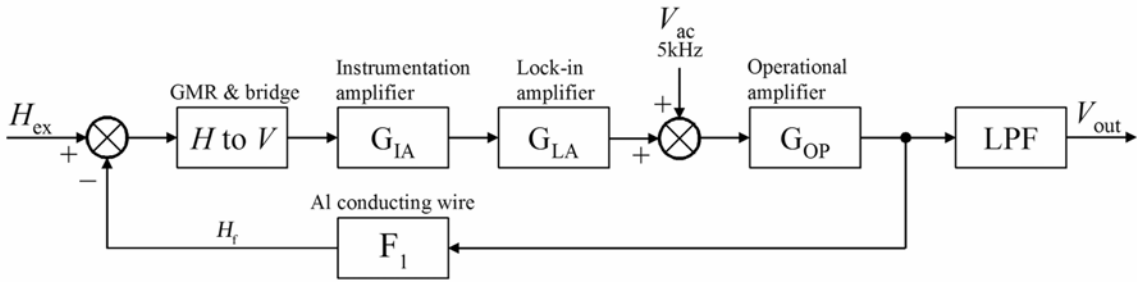 V_ac
5kHz
Instrumentation
amplifier
Lock-in
amplifier
Operational
amplifier
GMR & bridge
H_ex
+
−
H to V
G_IA
G_LA
+
+
G_OP
LPF
V_out
Al conducting wire
H_f
F_1